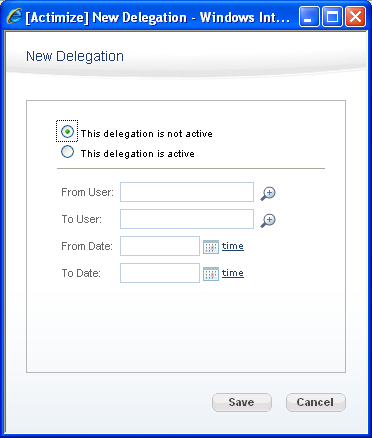 [Actimize] New Delegation - Windows Int...
New Delegation
This delegation is not active
This delegation is active
From User:
To User:
From Date: time
To Date: time
Save Cancel